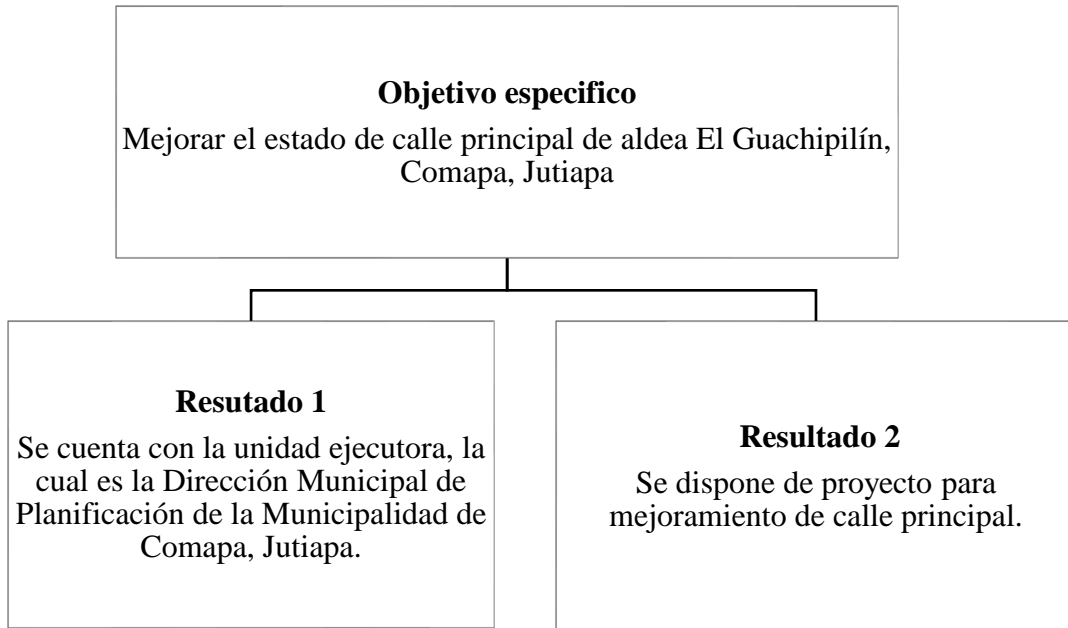 Objetivo especifico
Mejorar el estado de calle principal de aldea El Guachipilín,
Comapa, Jutiapa
Resutado 1
Se cuenta con la unidad ejecutora, la
cual es la Dirección Municipal de
Planificación de la Municipalidad de
Comapa, Jutiapa.
Resultado 2
Se dispone de proyecto para
mejoramiento de calle principal.